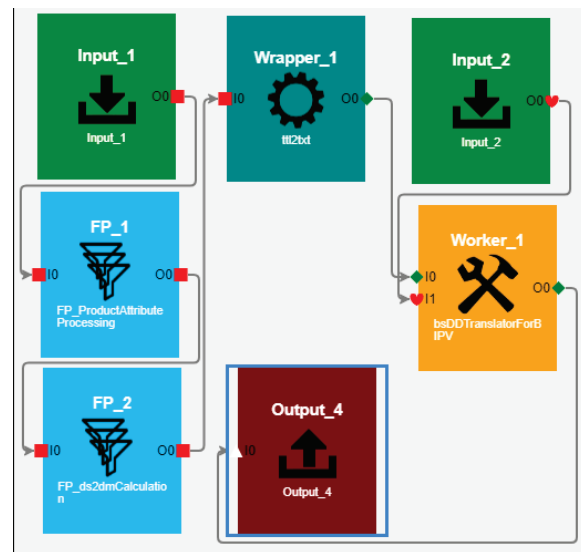 Input_1
O0
Input_1
Wrapper_1
I0
O0
ttl2txt
Input_2
O0
Input_2
FP_1
I0
O0
FP_ProductAttribute
Processing
Worker_1
I0
I1
O0
bsDDTranslatorForB
IPV
FP_2
I0
O0
FP_ds2dmCalculatio
n
Output_4
I0
Output_4